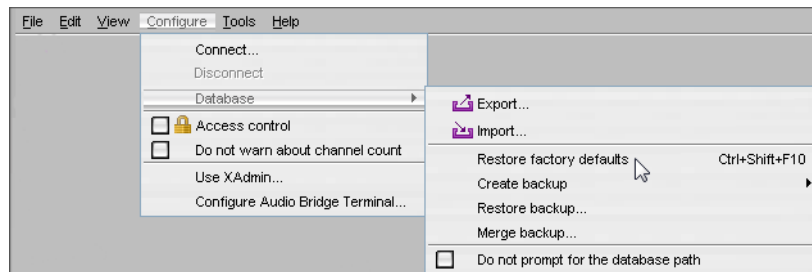 File Edit View Configure Tools Help
Connect...
Disconnect
Database
Access control
Do not warn about channel count
Use XAdmin...
Configure Audio Bridge Terminal...
Export...
Import...
Restore factory defaults Ctrl+Shift+F10
Create backup
Restore backup...
Merge backup...
Do not prompt for the database path